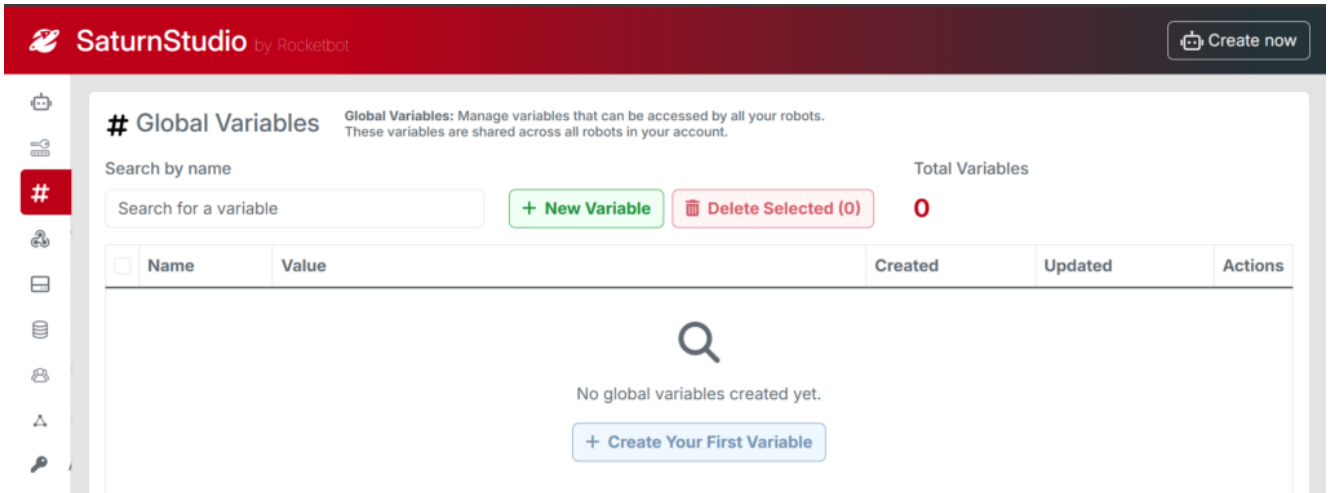 SaturnStudio by Rocketbot
Create now
# Global Variables
Global Variables: Manage variables that can be accessed by all your robots.
These variables are shared across all robots in your account.
Search by name
Total Variables
Search for a variable
+ New Variable
Delete Selected (0)
0
Name Value Created Updated Actions
No global variables created yet.
+ Create Your First Variable